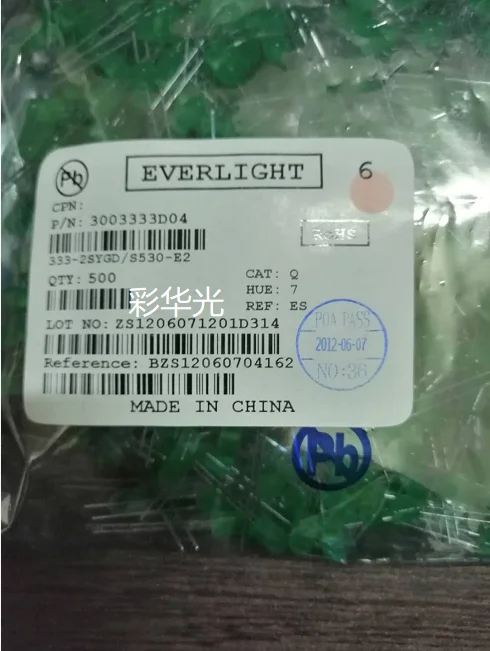 Pb
EVERLIGHT
6
CPN:
P/N: 3003333D04
RoHS
333-2SYGD/S530-E2
QTY: 500
CAT: Q
HUE: 7
REF: ES
彩华光
LOT NO: ZS1206071201D314
POA PASS
2012-06-07
NO:36
Reference: BZS12060704162
MADE IN CHINA
Pb